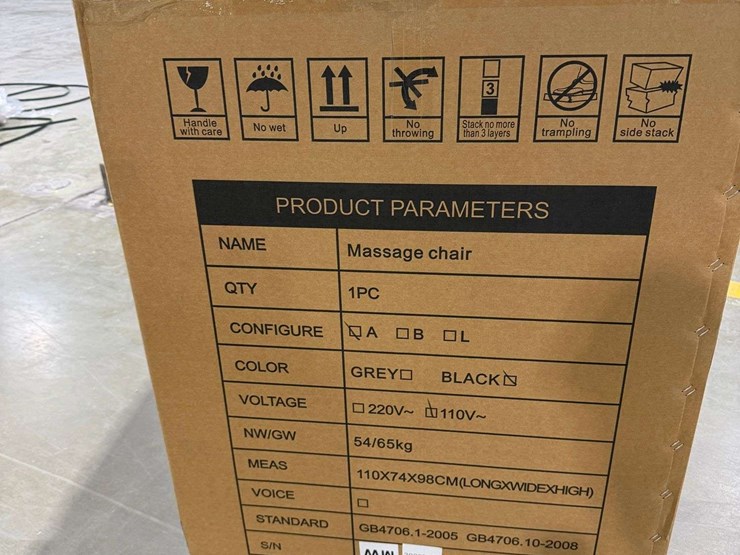 3
Handle
with care
No wet
Up
No
throwing
Stack no more
than 3 layers
No
trampling
No
side stack
PRODUCT PARAMETERS
NAME Massage chair
QTY 1PC
CONFIGURE A B L
COLOR GREY BLACK
VOLTAGE 220V~ 110V~
NW/GW 54/65kg
MEAS 110X74X98CM(LONGXWIDEXHIGH)
VOICE
STANDARD GB4706.1-2005 GB4706.10-2008
S/N